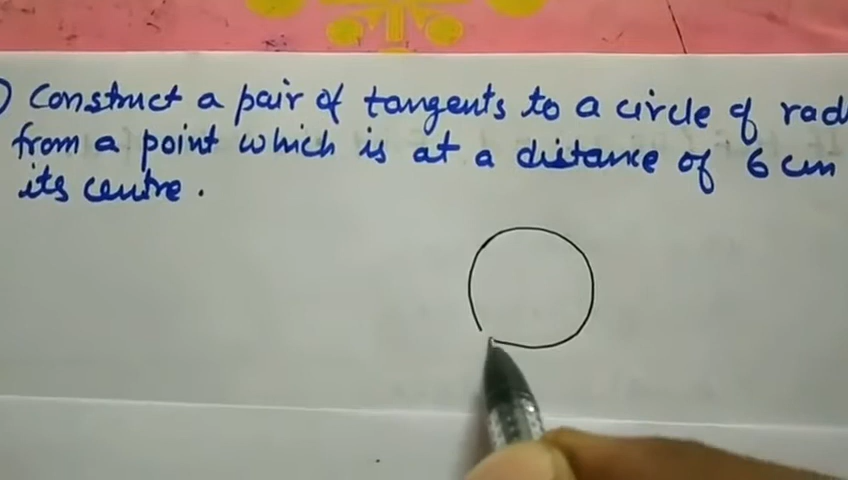 ) Construct a pair of tangents to a circle of rad
from a point which is at a distance of 6 cm
its centre .